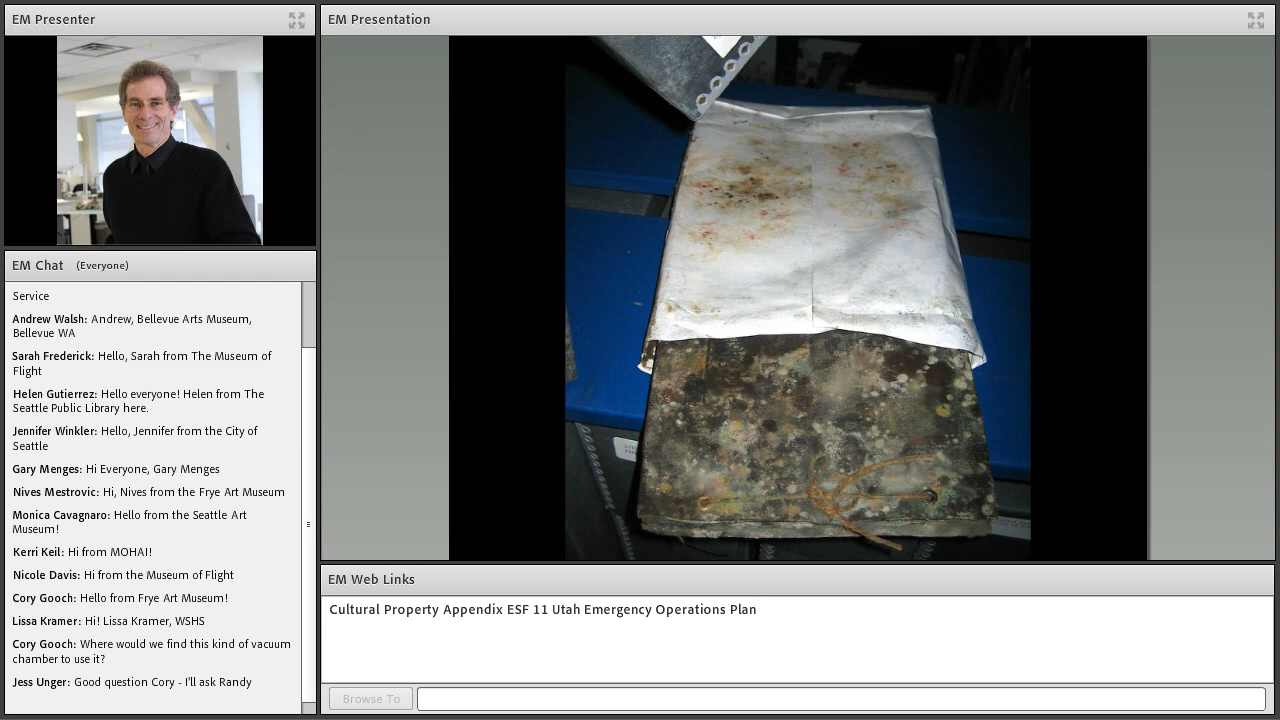 EM Presenter
EM Presentation
EM Chat (Everyone)
Service
Andrew Walsh: Andrew, Bellevue Arts Museum,
Bellevue WA
Sarah Frederick: Hello, Sarah from The Museum of
Flight
Helen Gutierrez: Hello everyone! Helen from The
Seattle Public Library here.
Jennifer Winkler: Hello, Jennifer from the City of
Seattle
Gary Menges: Hi Everyone, Gary Menges
Nives Mestrovic: Hi, Nives from the Frye Art Museum
Monica Cavagnaro: Hello from the Seattle Art
Museum!
Kerri Keil: Hi from MOHAI!
Nicole Davis: Hi from the Museum of Flight
Cory Gooch: Hello from Frye Art Museum!
Lissa Kramer: Hi! Lissa Kramer, WSHS
Cory Gooch: Where would we find this kind of vacuum
chamber to use it?
Jess Unger: Good question Cory - I'll ask Randy
EM Web Links
Cultural Property Appendix ESF 11 Utah Emergency Operations Plan
Browse To